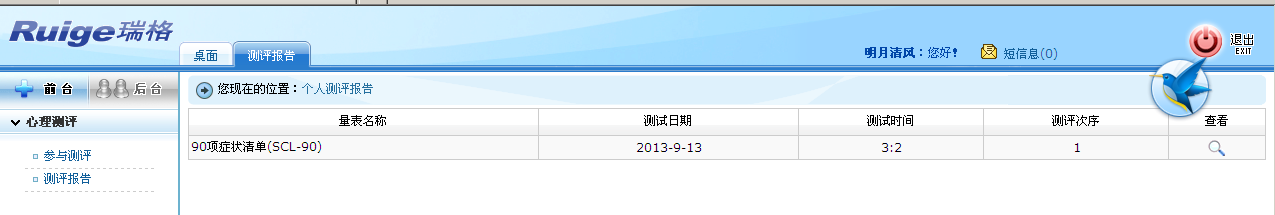 Ruige瑞格
桌面
测评报告
明月清风：您好！
短信息(0)
退出
EXIT
前台
后台
您现在的位置：个人测评报告
心理测评
参与测评
测评报告
量表名称 测试日期 测试时间 测评次序 查看
90项症状清单(SCL-90) 2013-9-13 3:2 1